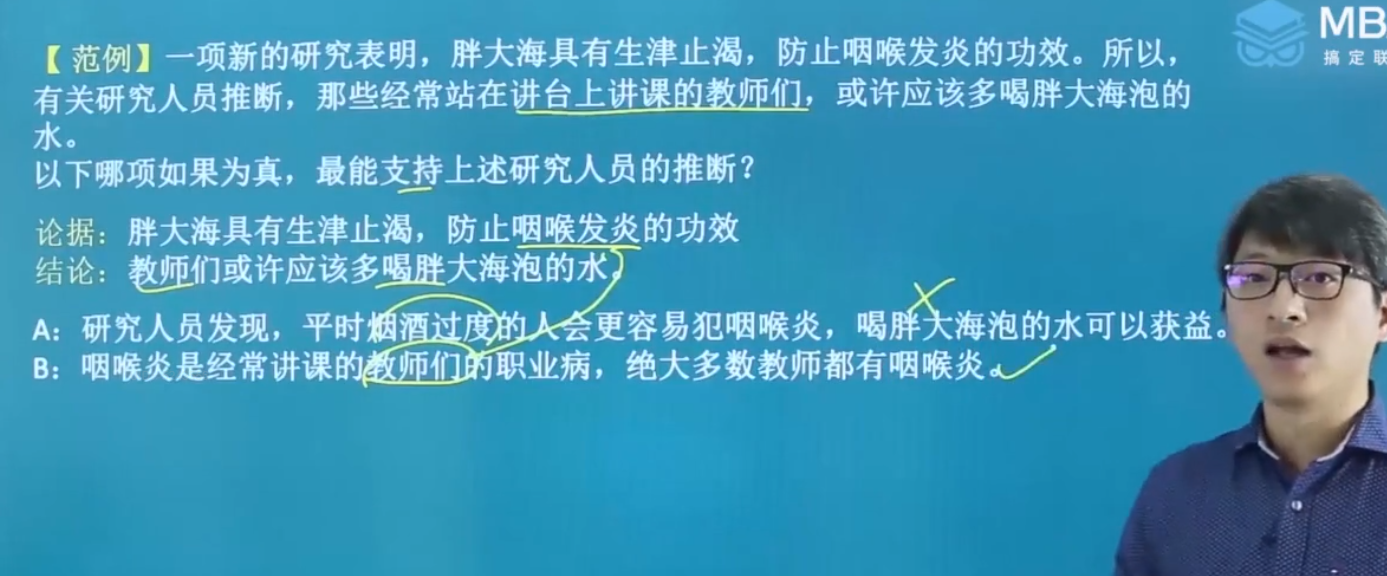 【范例】一项新的研究表明，胖大海具有生津止渴，防止咽喉发炎的功效。所以，
有关研究人员推断，那些经常站在讲台上讲课的教师们，或许应该多喝胖大海泡的
水。
以下哪项如果为真，最能支持上述研究人员的推断？
论据：胖大海具有生津止渴，防止咽喉发炎的功效
结论：教师们或许应该多喝胖大海泡的水。
A：研究人员发现，平时烟酒过度的人会更容易犯咽喉炎，喝胖大海泡的水可以获益。
B：咽喉炎是经常讲课的教师们的职业病，绝大多数教师都有咽喉炎。
MB
搞定联